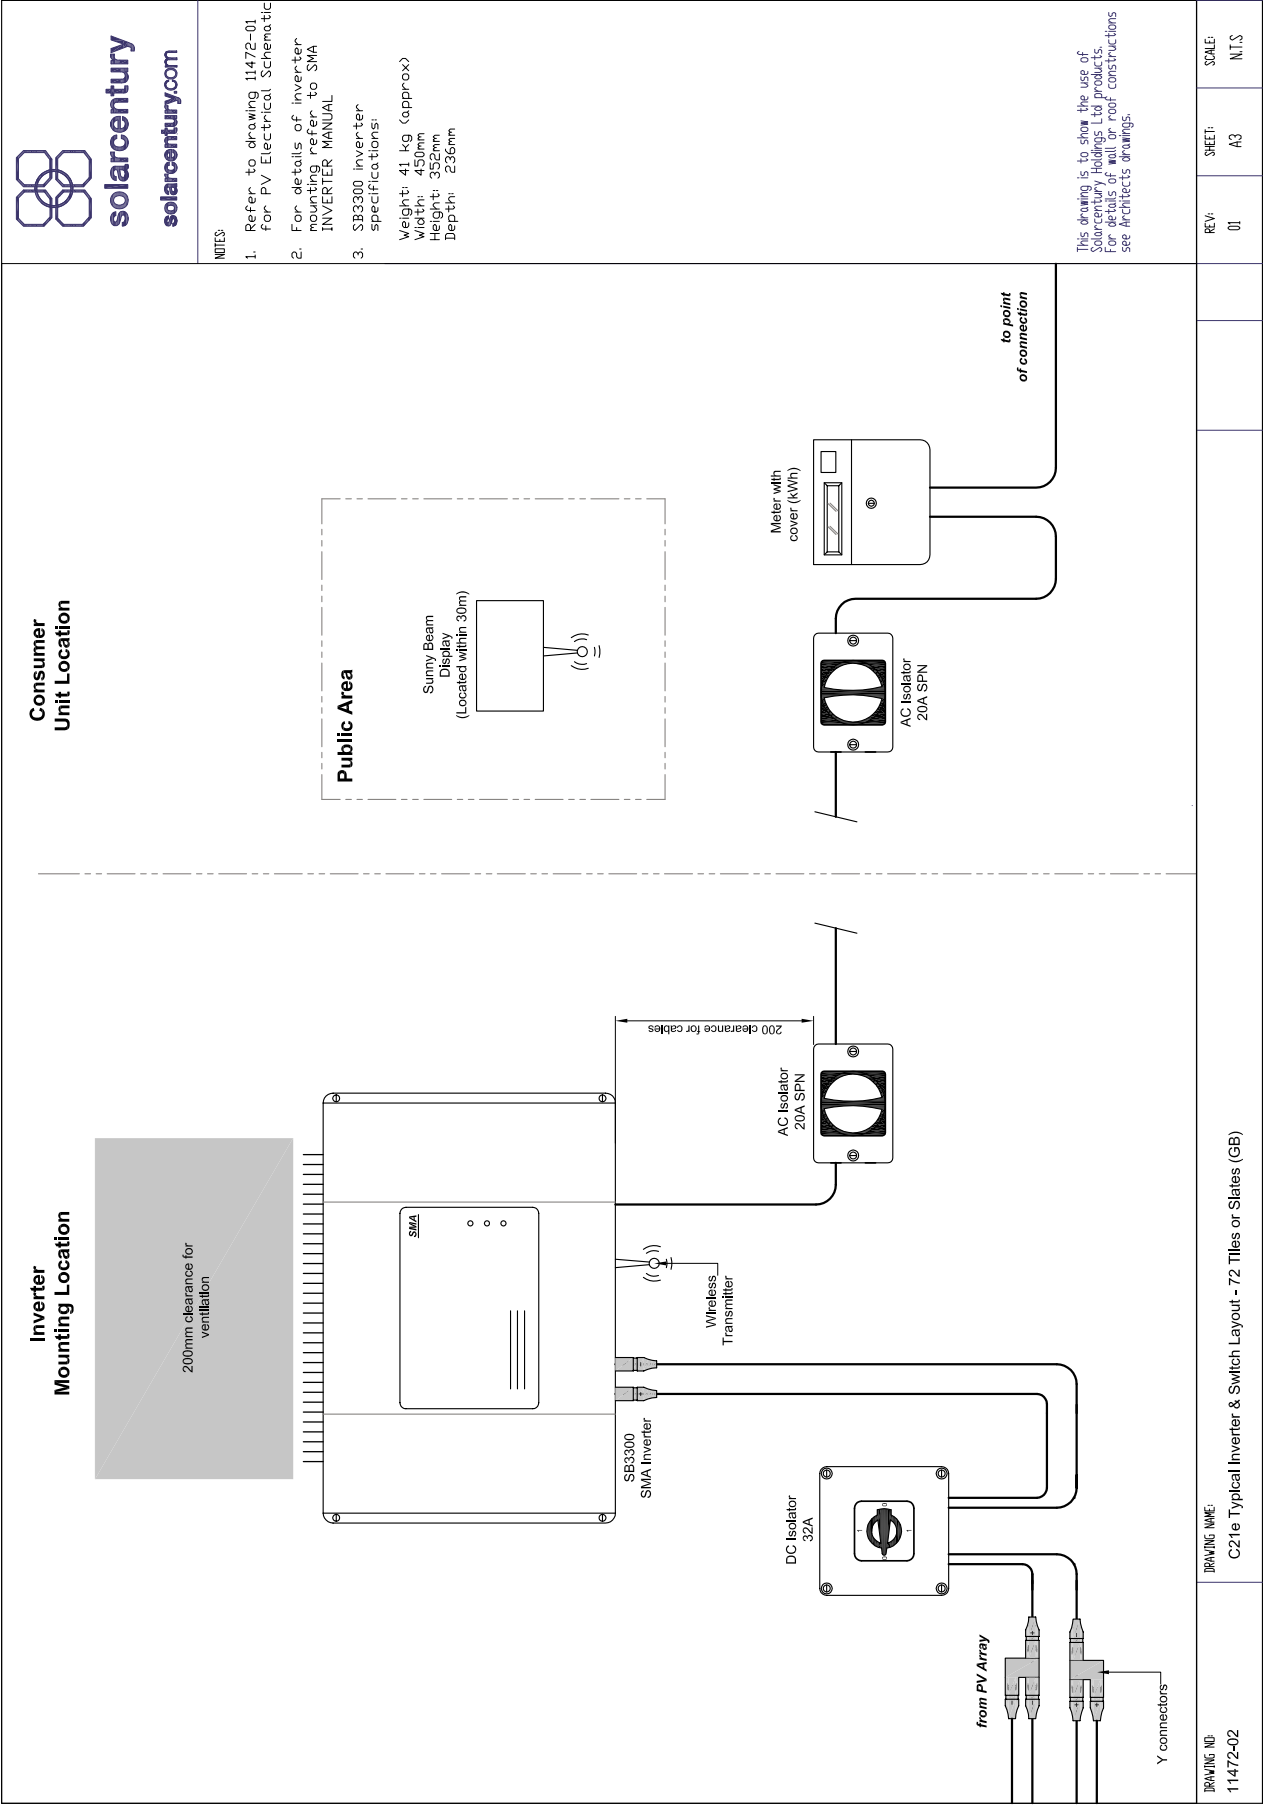 Inverter
Mounting Location
200mm clearance for
ventilation
SMA
SB3300
SMA Inverter
Wireless
Transmitter
200 clearance for cables
AC Isolator
20A SPN
DC Isolator
32A
from PV Array
Y connectors
Consumer
Unit Location
Public Area
Sunny Beam
Display
(Located within 30m)
AC Isolator
20A SPN
Meter with
cover (kWh)
to point
of connection
solarcentury
solarcentury.com
NOTES:
1. Refer to drawing 11472-01
for PV Electrical Schematic
2. For details of inverter
mounting refer to SMA
INVERTER MANUAL
3. SB3300 inverter
specifications:
Weight: 41 kg (approx)
Width: 450mm
Height: 352mm
Depth: 236mm
This drawing is to show the use of
Solarcentury Holdings Ltd products.
For details of wall or roof constructions
see Architects drawings.
DRAWING NO:
11472-02
DRAWING NAME:
C21e Typical Inverter & Switch Layout - 72 Tiles or Slates (GB)
REV:
01
SHEET:
A3
SCALE:
N.T.S